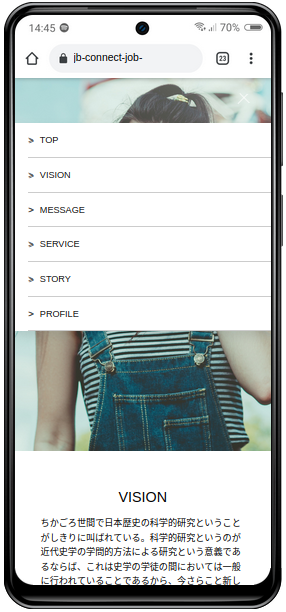 14:45 70%
jb-connect-job- 23
> TOP
> VISION
> MESSAGE
> SERVICE
> STORY
> PROFILE
VISION
ちかごろ世間で日本歴史の科学的研究ということ
がしきりに叫ばれている。科学的研究というのが
近代史学の学問的方法による研究という意義であ
るならば、これは史学の学徒の間においては一般
に行われていることであるから、今さらこと新し